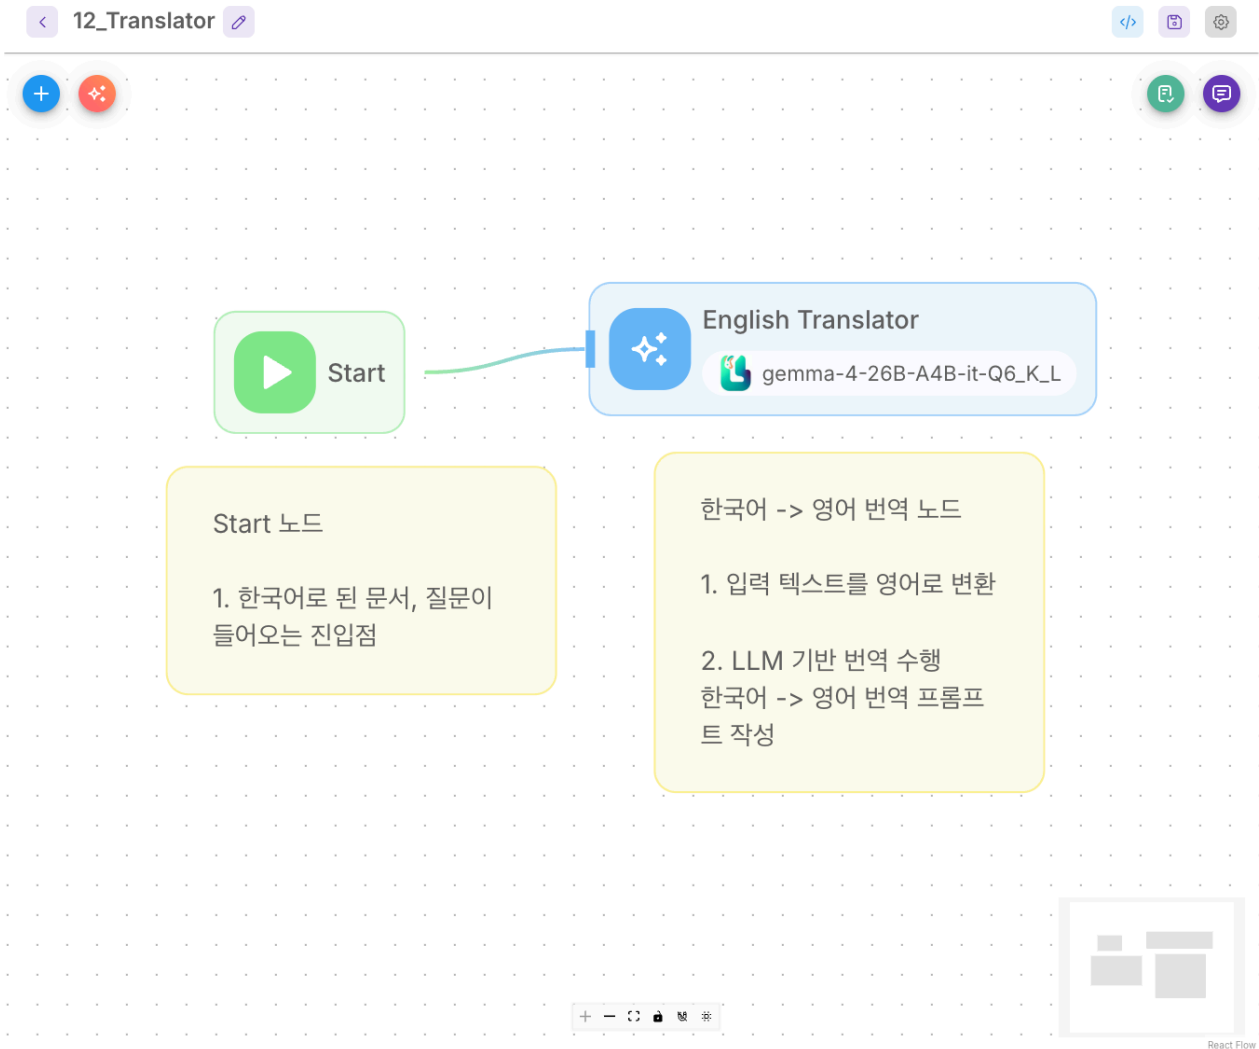 12_Translator
Start
English Translator
gemma-4-26B-A4B-it-Q6_K_L
Start 노드
1. 한국어로 된 문서, 질문이
들어오는 진입점
한국어 -> 영어 번역 노드
1. 입력 텍스트를 영어로 변환
2. LLM 기반 번역 수행
한국어 -> 영어 번역 프롬프
트 작성
React Flow